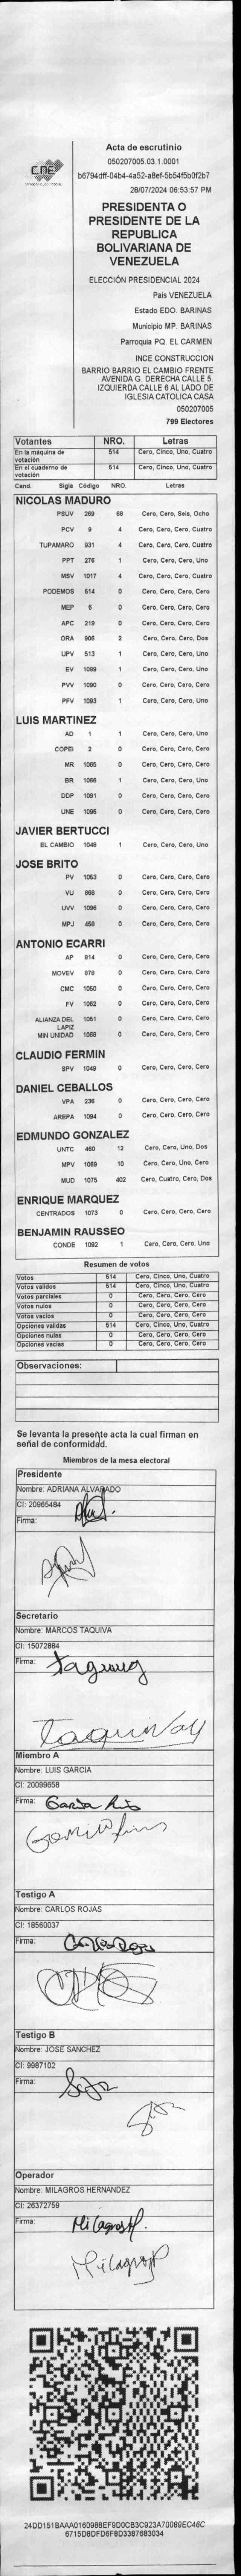 CNE
Acta de escrutinio
050207005.03.1.0001
b6794dff-04b4-4a52-a8ef-5b54f5b0f2b7
28/07/2024 06:53:57 PM
PRESIDENTA O
PRESIDENTE DE LA
REPUBLICA
BOLIVARIANA DE
VENEZUELA
ELECCIÓN PRESIDENCIAL 2024
Pais VENEZUELA
Estado EDO. BARINAS
Municipio MP. BARINAS
Parroquia PQ. EL CARMEN
INCE CONSTRUCCION
BARRIO BARRIO EL CAMBIO FRENTE
AVENIDA G. DERECHA CALLE 5.
IZQUIERDA CALLE 6 AL LADO DE
IGLESIA CATOLICA CASA
050207005
799 Electores
Votantes NRO. Letras
En la máquina de votación 514 Cero, Cinco, Uno, Cuatro
En el cuaderno de votación 514 Cero, Cinco, Uno, Cuatro
Cand. Sigla Código NRO. Letras
NICOLAS MADURO
PSUV 269 68 Cero, Cero, Seis, Ocho
PCV 9 4 Cero, Cero, Cero, Cuatro
TUPAMARO 931 4 Cero, Cero, Cero, Cuatro
PPT 276 1 Cero, Cero, Cero, Uno
MSV 1017 4 Cero, Cero, Cero, Cuatro
PODEMOS 514 0 Cero, Cero, Cero, Cero
MEP 6 0 Cero, Cero, Cero, Cero
APC 219 0 Cero, Cero, Cero, Cero
ORA 906 2 Cero, Cero, Cero, Dos
UPV 513 1 Cero, Cero, Cero, Uno
EV 1089 1 Cero, Cero, Cero, Uno
PVV 1090 0 Cero, Cero, Cero, Cero
PFV 1093 1 Cero, Cero, Cero, Uno
LUIS MARTINEZ
AD 1 1 Cero, Cero, Cero, Uno
COPEI 2 0 Cero, Cero, Cero, Cero
MR 1065 0 Cero, Cero, Cero, Cero
BR 1066 1 Cero, Cero, Cero, Uno
DDP 1091 0 Cero, Cero, Cero, Cero
UNE 1095 0 Cero, Cero, Cero, Cero
JAVIER BERTUCCI
EL CAMBIO 1048 1 Cero, Cero, Cero, Uno
JOSE BRITO
PV 1053 0 Cero, Cero, Cero, Cero
VU 868 0 Cero, Cero, Cero, Cero
UVV 1096 0 Cero, Cero, Cero, Cero
MPJ 458 0 Cero, Cero, Cero, Cero
ANTONIO ECARRI
AP 814 0 Cero, Cero, Cero, Cero
MOVEV 878 0 Cero, Cero, Cero, Cero
CMC 1050 0 Cero, Cero, Cero, Cero
FV 1062 0 Cero, Cero, Cero, Cero
ALIANZA DEL LAPIZ 1051 0 Cero, Cero, Cero, Cero
MIN UNIDAD 1068 0 Cero, Cero, Cero, Cero
CLAUDIO FERMIN
SPV 1049 0 Cero, Cero, Cero, Cero
DANIEL CEBALLOS
VPA 236 0 Cero, Cero, Cero, Cero
AREPA 1094 0 Cero, Cero, Cero, Cero
EDMUNDO GONZALEZ
UNTC 460 12 Cero, Cero, Uno, Dos
MPV 1069 10 Cero, Cero, Uno, Cero
MUD 1075 402 Cero, Cuatro, Cero, Dos
ENRIQUE MARQUEZ
CENTRADOS 1073 0 Cero, Cero, Cero, Cero
BENJAMIN RAUSSEO
CONDE 1092 1 Cero, Cero, Cero, Uno
Resumen de votos
Votos 514 Cero, Cinco, Uno, Cuatro
Votos validos 514 Cero, Cinco, Uno, Cuatro
Votos parciales 0 Cero, Cero, Cero, Cero
Votos nulos 0 Cero, Cero, Cero, Cero
Votos vacios 0 Cero, Cero, Cero, Cero
Opciones validas 514 Cero, Cinco, Uno, Cuatro
Opciones nulas 0 Cero, Cero, Cero, Cero
Opciones vacias 0 Cero, Cero, Cero, Cero
Observaciones:
Se levanta la presente acta la cual firman en
señal de conformidad.
Miembros de la mesa electoral
Presidente
Nombre: ADRIANA ALVARADO
CI: 20965484
Firma:
Secretario
Nombre: MARCOS TAQUIVA
CI: 15072884
Firma:
Miembro A
Nombre: LUIS GARCIA
CI: 20099658
Firma: Garcia Luis
Testigo A
Nombre: CARLOS ROJAS
CI: 18560037
Firma: Carlos Rojas
Testigo B
Nombre: JOSE SANCHEZ
CI: 9987102
Firma:
Operador
Nombre: MILAGROS HERNANDEZ
CI: 26372759
Firma: Milagros H.
Milagros H
24DD151BAAA0160988EF9D0CB3C923A70089EC46C
6715D8DFD6F8D3387683034